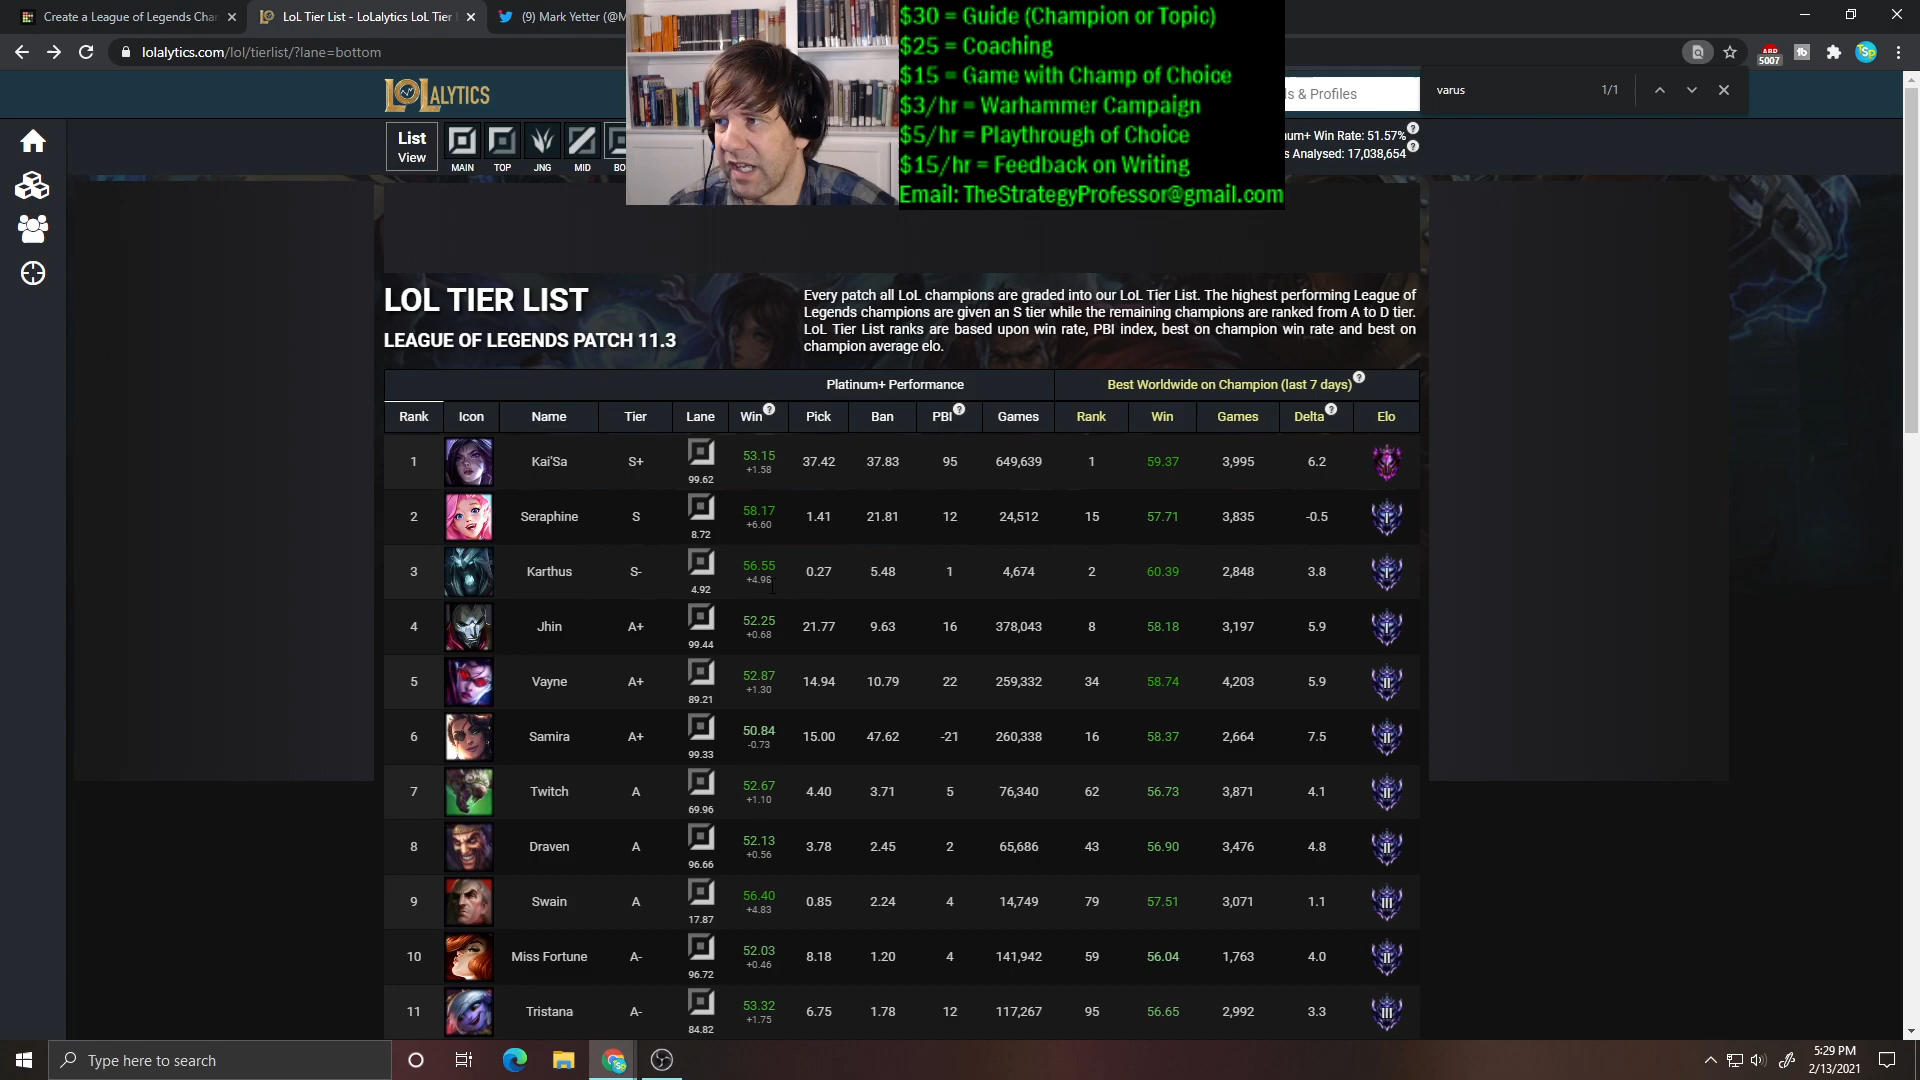 Create a League of Legends Cha
LoL Tier List - LoLalytics LoL Tier
(9) Mark Yetter (@M
lolalytics.com/lol/tierlist/?lane=bottom
5007
$30 = Guide (Champion or Topic)
$25 = Coaching
$15 = Game with Champ of Choice
$3/hr = Warhammer Campaign
$5/hr = Playthrough of Choice
$15/hr = Feedback on Writing
Email: TheStrategyProfessor@gmail.com
varus 1/1
LOLALYTICS
s & Profiles
List
View
MAIN TOP JNG MID BO
um+ Win Rate: 51.57%
s Analysed: 17,038,654
LOL TIER LIST
LEAGUE OF LEGENDS PATCH 11.3
Every patch all LoL champions are graded into our LoL Tier List. The highest performing League of
Legends champions are given an S tier while the remaining champions are ranked from A to D tier.
LoL Tier List ranks are based upon win rate, PBI index, best on champion win rate and best on
champion average elo.
Platinum+ Performance Best Worldwide on Champion (last 7 days) ?
Rank Icon Name Tier Lane Win ? Pick Ban PBI ? Games Rank Win Games Delta ? Elo
1 Kai'Sa S+ 99.62 53.15 +1.58 37.42 37.83 95 649,639 1 59.37 3,995 6.2
2 Seraphine S 8.72 58.17 +6.60 1.41 21.81 12 24,512 15 57.71 3,835 -0.5
3 Karthus S- 4.92 56.55 +4.98 0.27 5.48 1 4,674 2 60.39 2,848 3.8
4 Jhin A+ 99.44 52.25 +0.68 21.77 9.63 16 378,043 8 58.18 3,197 5.9
5 Vayne A+ 89.21 52.87 +1.30 14.94 10.79 22 259,332 34 58.74 4,203 5.9
6 Samira A+ 99.33 50.84 -0.73 15.00 47.62 -21 260,338 16 58.37 2,664 7.5
7 Twitch A 69.96 52.67 +1.10 4.40 3.71 5 76,340 62 56.73 3,871 4.1
8 Draven A 96.66 52.13 +0.56 3.78 2.45 2 65,686 43 56.90 3,476 4.8
9 Swain A 17.87 56.40 +4.83 0.85 2.24 4 14,749 79 57.51 3,071 1.1
10 Miss Fortune A- 96.72 52.03 +0.46 8.18 1.20 4 141,942 59 56.04 1,763 4.0
11 Tristana A- 84.82 53.32 +1.75 6.75 1.78 12 117,267 95 56.65 2,992 3.3
Type here to search
5:29 PM
2/13/2021